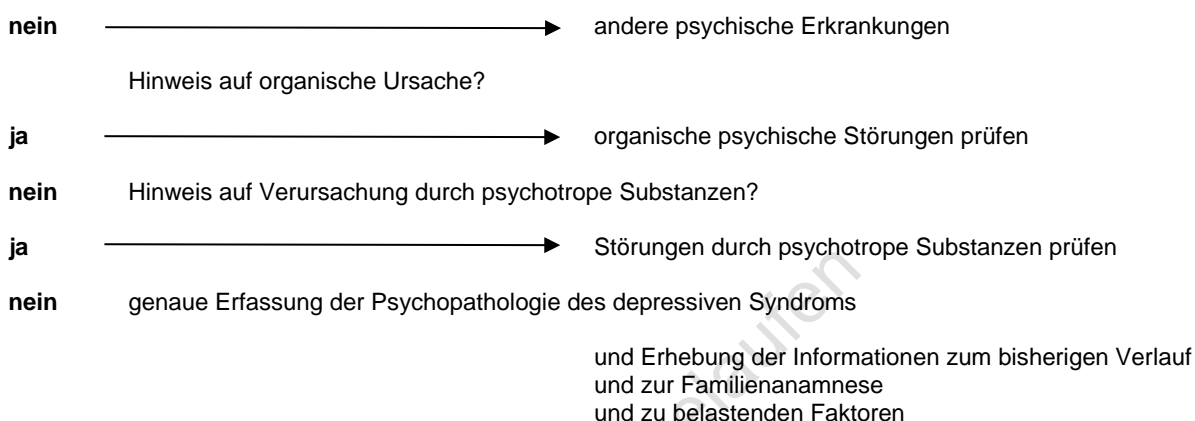 nein andere psychische Erkrankungen
Hinweis auf organische Ursache?
ja organische psychische Störungen prüfen
nein Hinweis auf Verursachung durch psychotrope Substanzen?
ja Störungen durch psychotrope Substanzen prüfen
nein genaue Erfassung der Psychopathologie des depressiven Syndroms
und Erhebung der Informationen zum bisherigen Verlauf
und zur Familienanamnese
und zu belastenden Faktoren